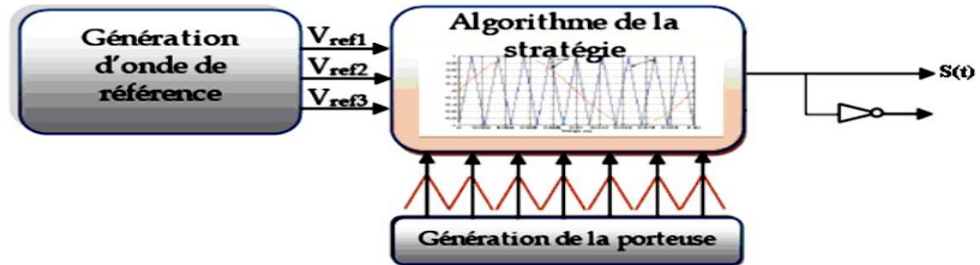 Génération
d'onde de
référence
Vref1
Vref2
Vref3
Algorithme de la
stratégie
S(t)
Génération de la porteuse